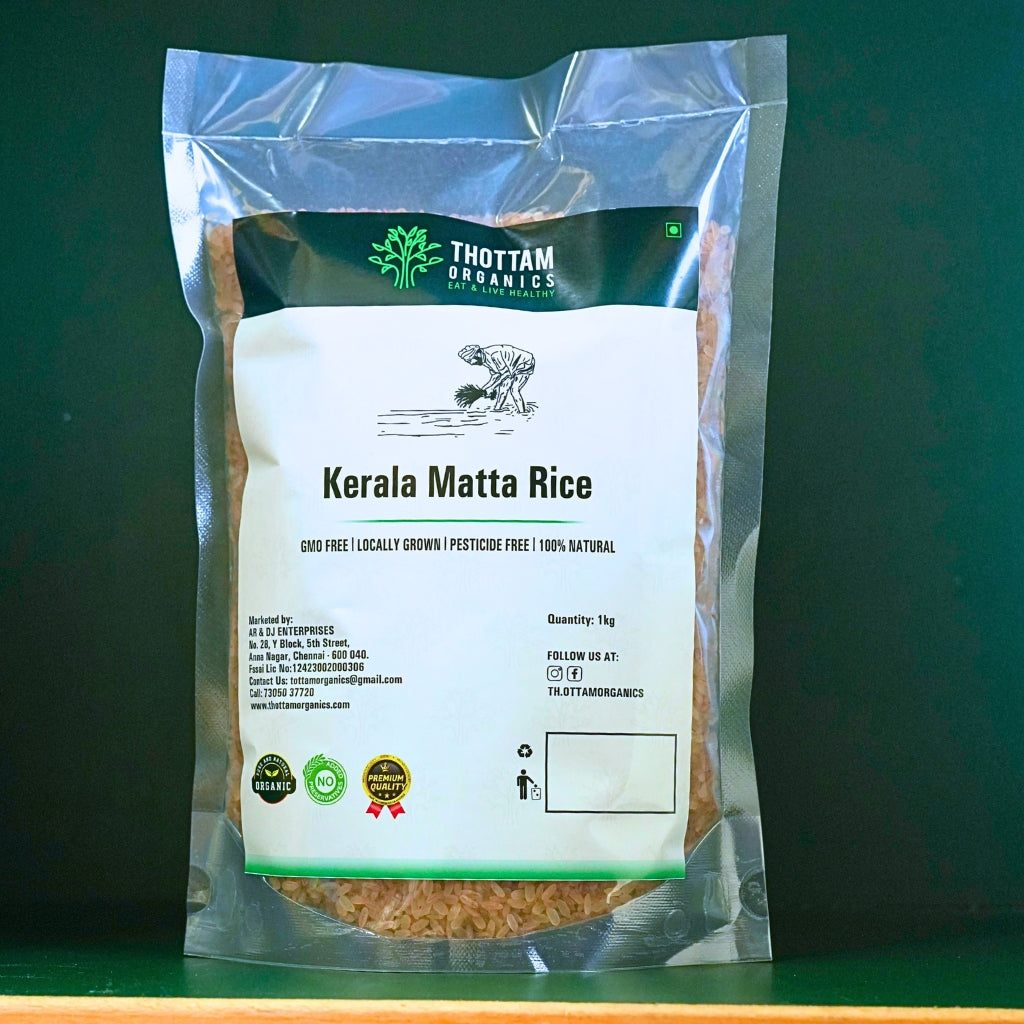 THOTTAM
ORGANICS
EAT & LIVE HEALTHY
Kerala Matta Rice
GMO FREE | LOCALLY GROWN | PESTICIDE FREE | 100% NATURAL
Marketed by:
AR & DJ ENTERPRISES
No. 28, Y Block, 5th Street,
Anna Nagar, Chennai - 600 040.
Fssai Lic No:12423002000306
Contact Us: tottamorganics@gmail.com
Call: 73050 37720
www.thottamorganics.com
Quantity: 1kg
FOLLOW US AT:
TH.OTTAMORGANICS
ORGANIC
NO
ADDED
PRESERVATIVES
PREMIUM
QUALITY